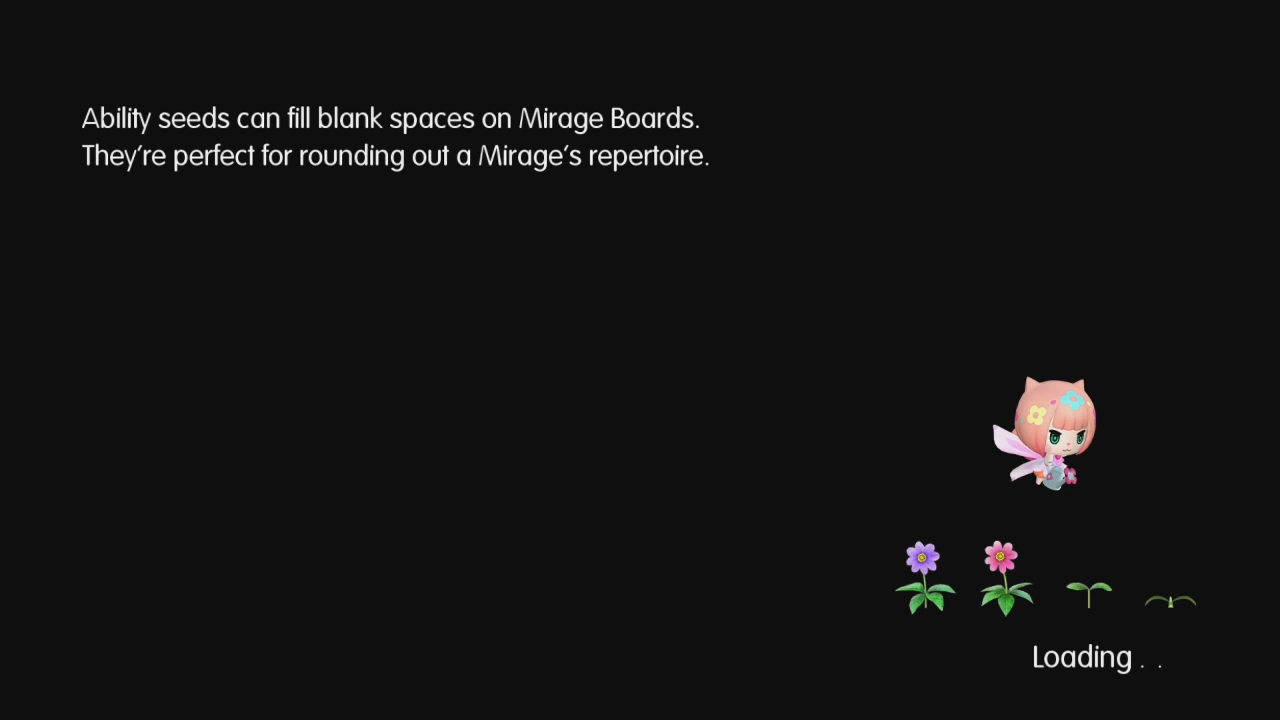 Ability seeds can fill blank spaces on Mirage Boards.
They're perfect for rounding out a Mirage's repertoire.
Loading . .